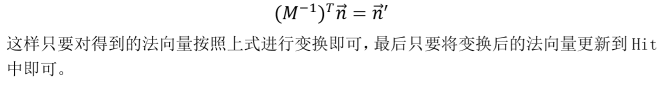 $(M^{-1})^T\vec{n} = \vec{n}'$
这样只要对得到的法向量按照上式进行变换即可，最后只要将变换后的法向量更新到 Hit
中即可。